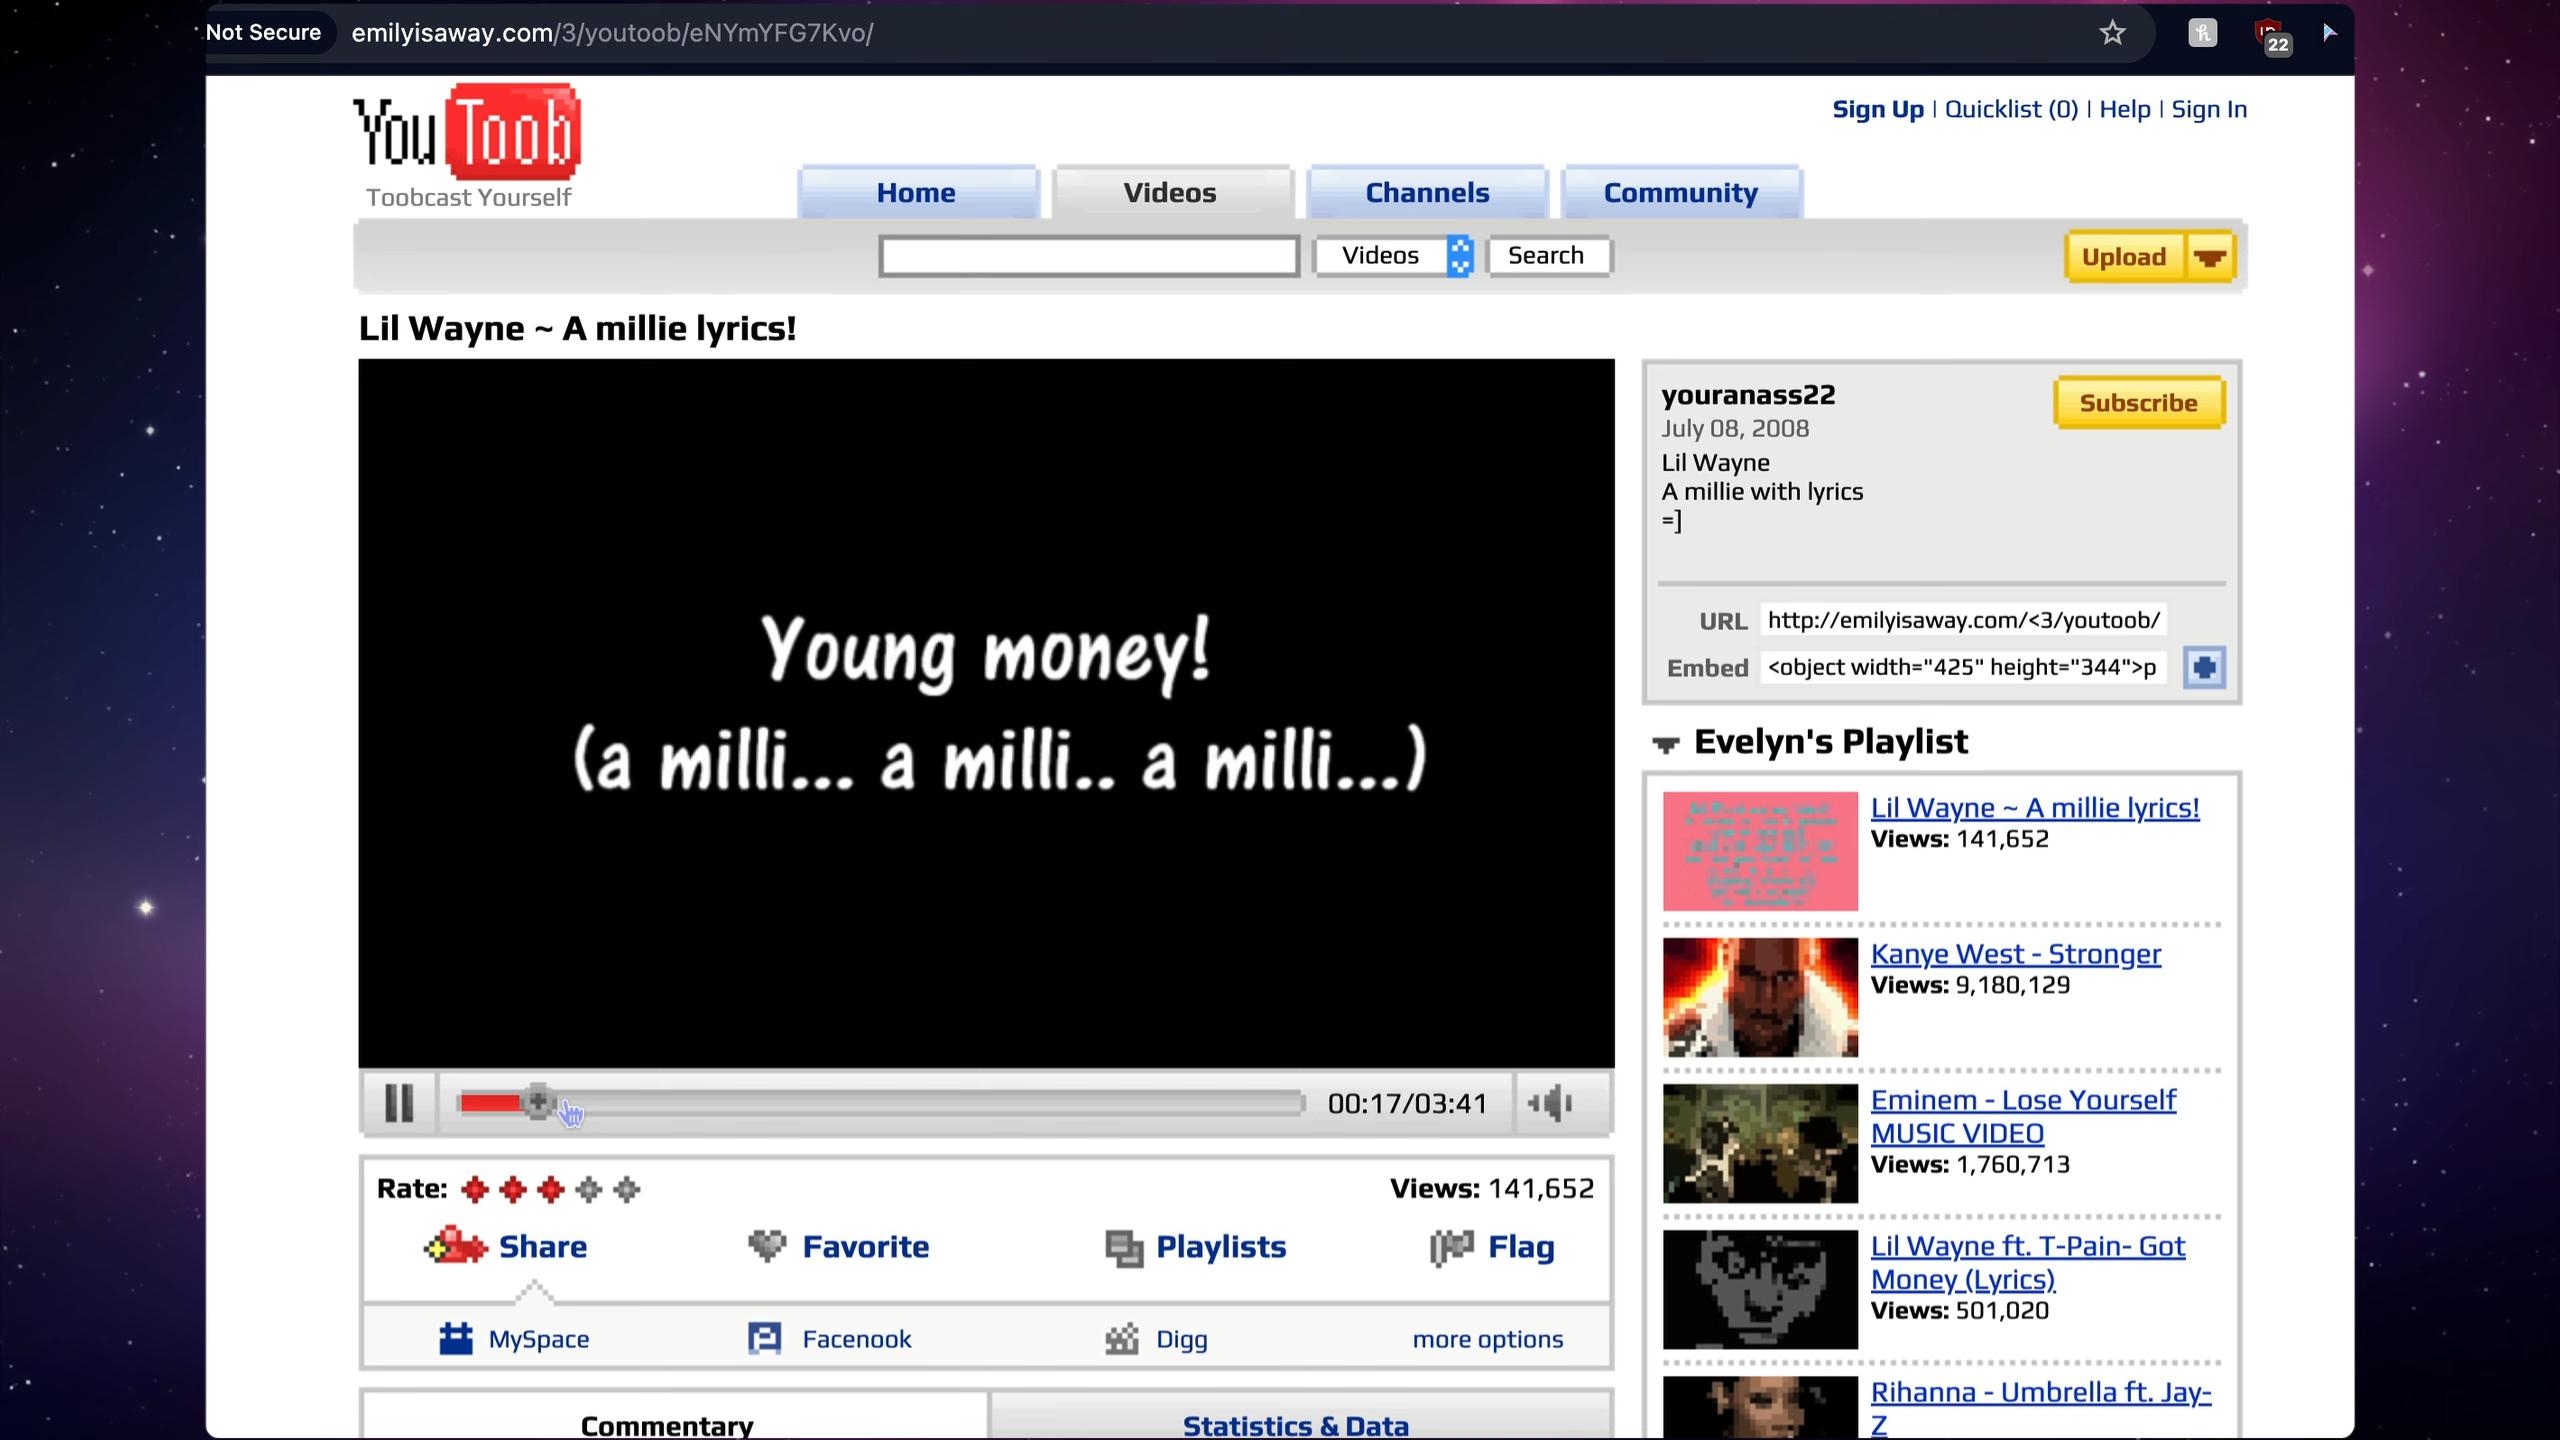 Not Secure emilyisaway.com/3/youtoob/eNYmYFG7Kvo/
22
You Toob
Toobcast Yourself
Sign Up | Quicklist (0) | Help | Sign In
Home Videos Channels Community
Videos Search Upload
Lil Wayne ~ A millie lyrics!
Young money!
(a milli... a milli.. a milli...)
00:17/03:41
Rate: Views: 141,652
Share Favorite Playlists Flag
MySpace Facenook Digg more options
Commentary Statistics & Data
youranass22 Subscribe
July 08, 2008
Lil Wayne
A millie with lyrics
=]
URL http://emilyisaway.com/<3/youtoob/
Embed <object width="425" height="344">p
Evelyn's Playlist
Lil Wayne ~ A millie lyrics!
Views: 141,652
Kanye West - Stronger
Views: 9,180,129
Eminem - Lose Yourself
MUSIC VIDEO
Views: 1,760,713
Lil Wayne ft. T-Pain- Got
Money (Lyrics)
Views: 501,020
Rihanna - Umbrella ft. Jay-
Z